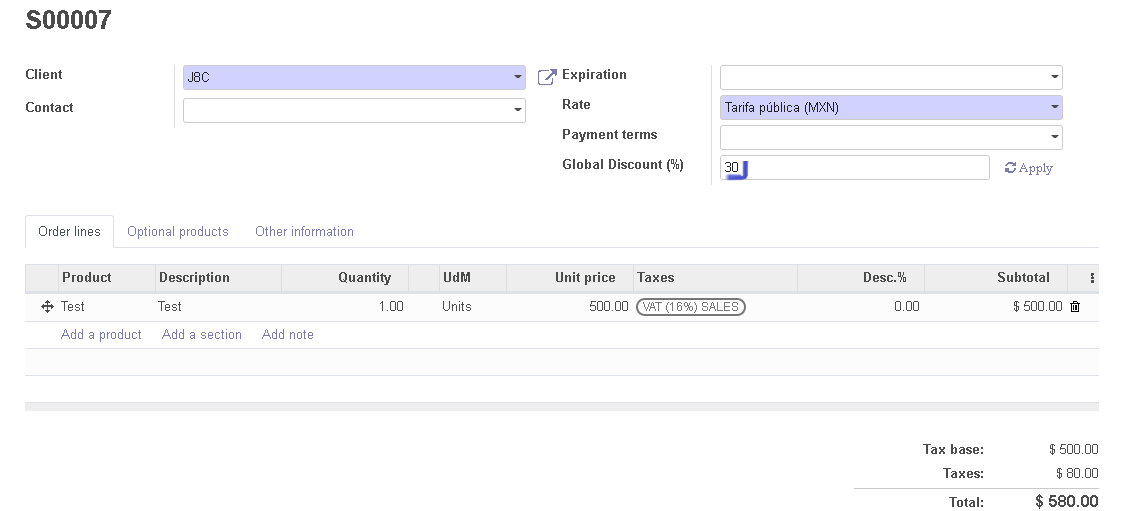 S00007
Client J8C Expiration
Contact Rate Tarifa pública (MXN)
Payment terms
Global Discount (%) 30 Apply
Order lines Optional products Other information
Product Description Quantity UdM Unit price Taxes Desc.% Subtotal
Test Test 1.00 Units 500.00 VAT (16%) SALES 0.00 $ 500.00
Add a product Add a section Add note
Tax base: $ 500.00
Taxes: $ 80.00
Total: $ 580.00